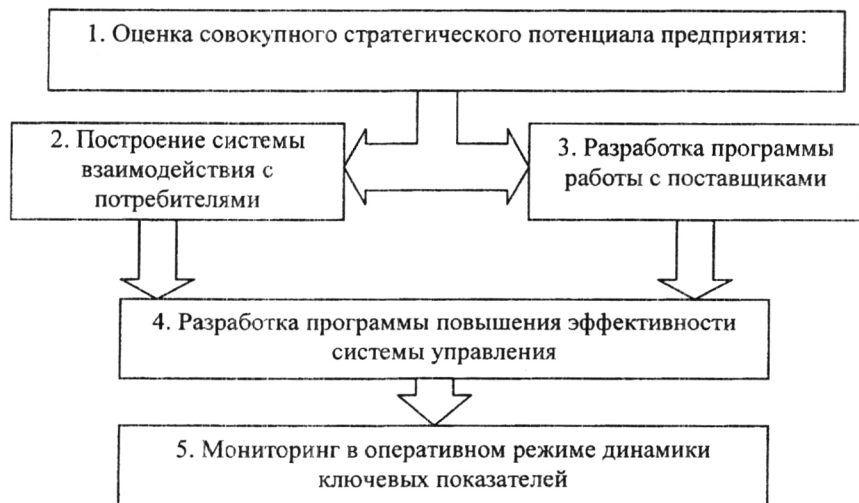 1. Оценка совокупного стратегического потенциала предприятия:
2. Построение системы
взаимодействия с
потребителями
3. Разработка программы
работы с поставщиками
4. Разработка программы повышения эффективности
системы управления
5. Мониторинг в оперативном режиме динамики
ключевых показателей